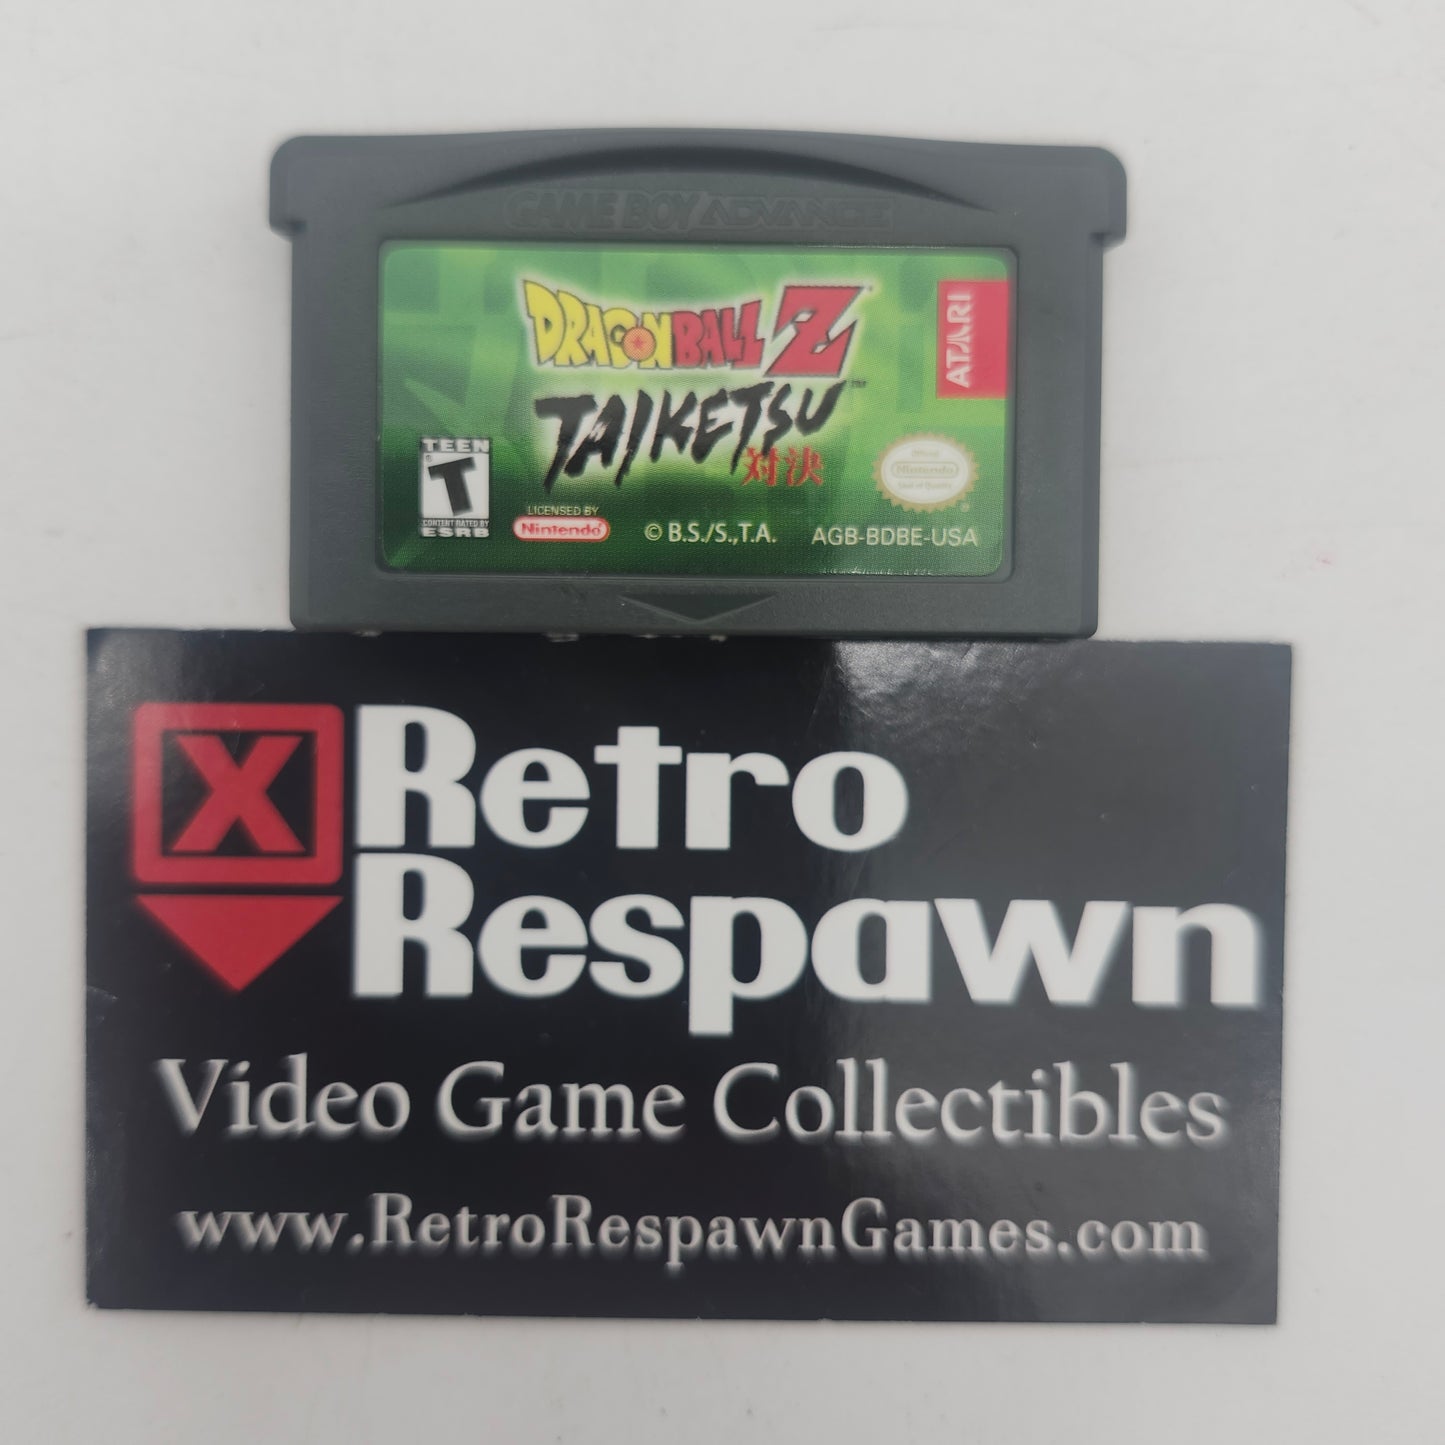 GAME BOY ADVANCE
DRAGON BALL Z
ATARI
TAIKETSU™
対決
TEEN
T
CONTENT RATED BY
ESRB
LICENSED BY
Nintendo®
© B.S./S.,T.A.
Official
Nintendo
Seal of Quality
AGB-BDBE-USA
X Retro
Respawn
Video Game Collectibles
www.RetroRespawnGames.com